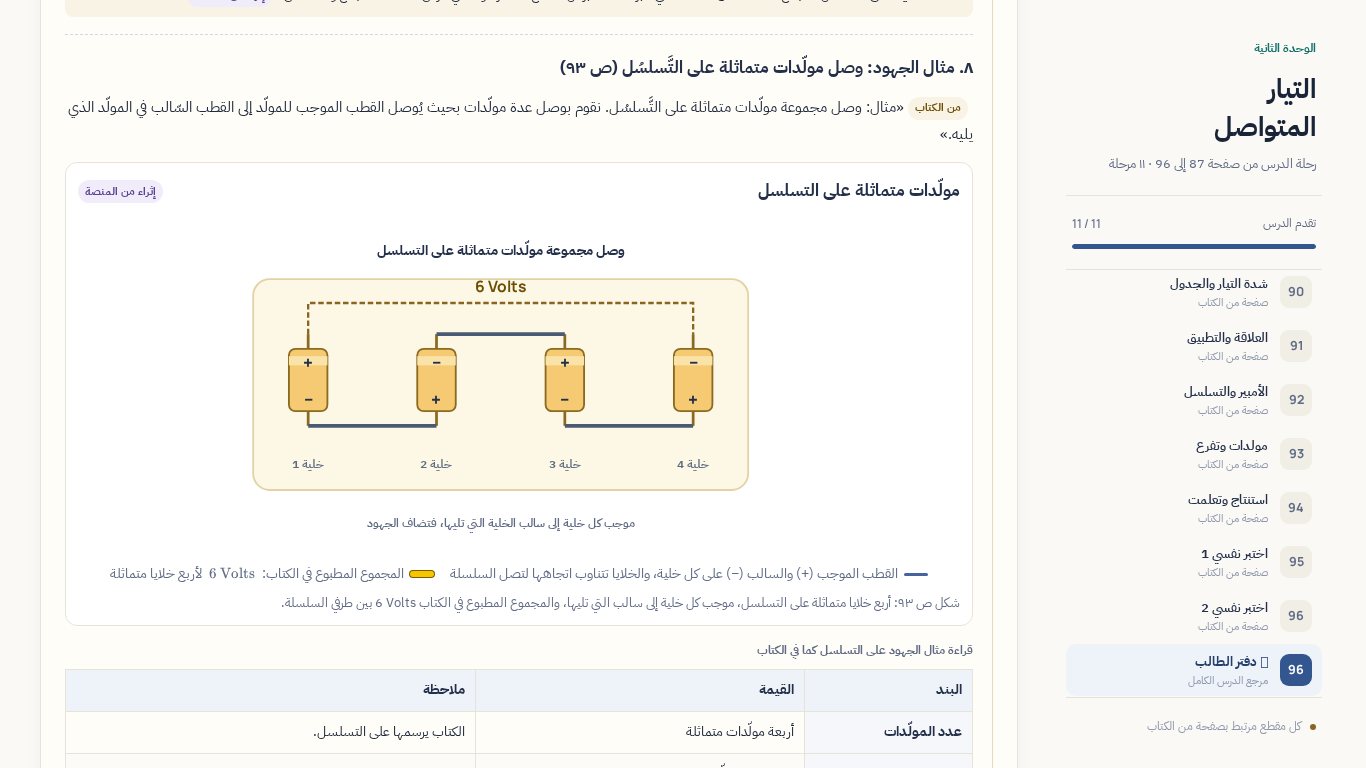 الوحدة الثانية
التيار
المتواصل
رحلة الدرس من صفحة 87 إلى 96 · ١١ مرحلة
تقدم الدرس
11 / 11
90
شدة التيار والجدول
صفحة من الكتاب
91
العلاقة والتطبيق
صفحة من الكتاب
92
الأمبير والتسلسل
صفحة من الكتاب
93
مولدات وتفرع
صفحة من الكتاب
94
استنتاج وتعلمت
صفحة من الكتاب
95
اختبر نفسي 1
صفحة من الكتاب
96
اختبر نفسي 2
صفحة من الكتاب
96
دفتر الطالب
مرجع الدرس الكامل
كل مقطع مرتبط بصفحة من الكتاب
٨. مثال الجهود: وصل مولّدات متماثلة على التَّسلسُل (ص ٩٣)
من الكتاب «مثال: وصل مجموعة مولّدات متماثلة على التَّسلسُل. نقوم بوصل عدة مولّدات بحيث يُوصل القطب الموجب للمولّد إلى القطب السّالب في المولّد الذي
يليه.»
مولّدات متماثلة على التسلسل
إثراء من المنصة
وصل مجموعة مولّدات متماثلة على التسلسل
6 Volts
+ − + −
− + − +
خلية 1 خلية 2 خلية 3 خلية 4
موجب كل خلية إلى سالب الخلية التي تليها، فتضاف الجهود
القطب الموجب (+) والسالب (−) على كل خلية، والخلايا تتناوب اتجاهها لتصل السلسلة
المجموع المطبوع في الكتاب: 6 Volts لأربع خلايا متماثلة
شكل ص ٩٣: أربع خلايا متماثلة على التسلسل، موجب كل خلية إلى سالب التي تليها، والمجموع المطبوع في الكتاب 6 Volts بين طرفي السلسلة.
قراءة مثال الجهود على التسلسل كما في الكتاب
البند القيمة ملاحظة
عدد المولّدات أربعة مولّدات متماثلة الكتاب يرسمها على التسلسل.